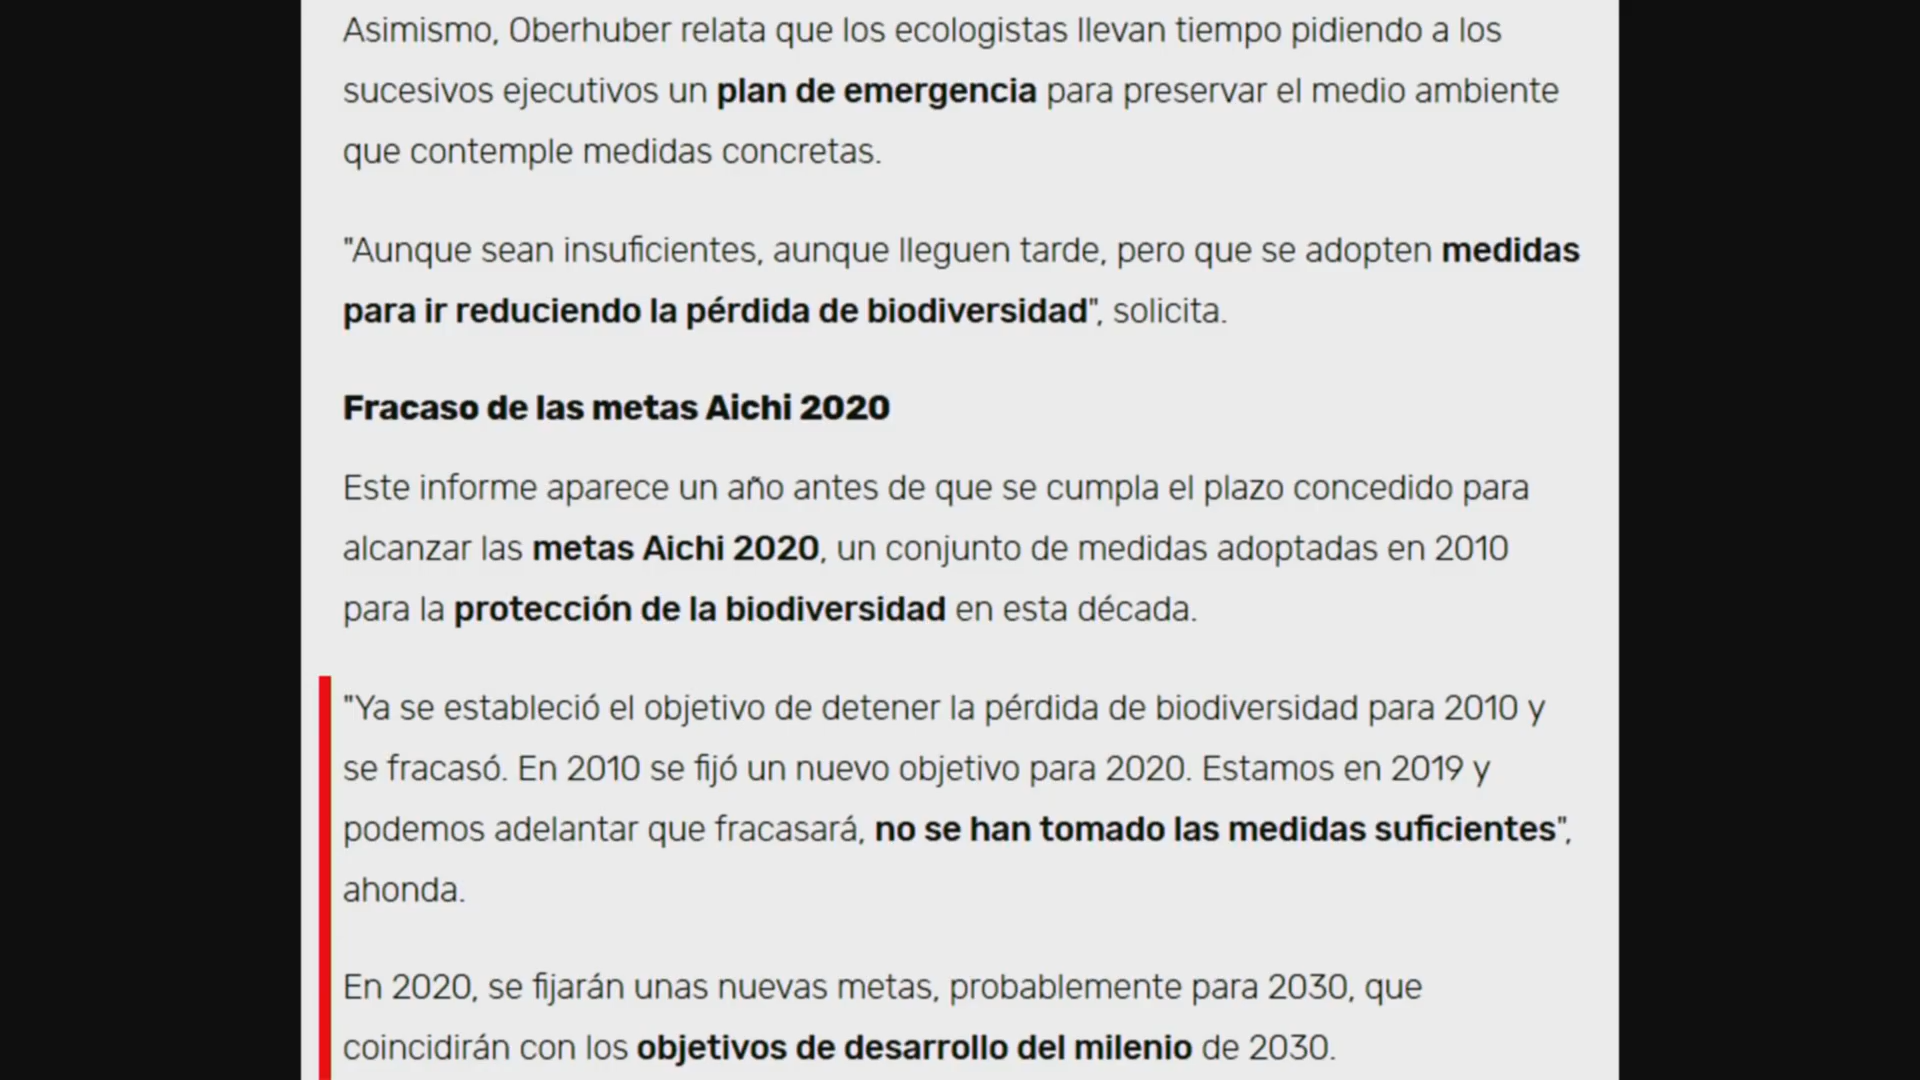 Asimismo, Oberhuber relata que los ecologistas llevan tiempo pidiendo a los
sucesivos ejecutivos un plan de emergencia para preservar el medio ambiente
que contemple medidas concretas.
"Aunque sean insuficientes, aunque lleguen tarde, pero que se adopten medidas
para ir reduciendo la pérdida de biodiversidad", solicita.
Fracaso de las metas Aichi 2020
Este informe aparece un año antes de que se cumpla el plazo concedido para
alcanzar las metas Aichi 2020, un conjunto de medidas adoptadas en 2010
para la protección de la biodiversidad en esta década.
"Ya se estableció el objetivo de detener la pérdida de biodiversidad para 2010 y
se fracasó. En 2010 se fijó un nuevo objetivo para 2020. Estamos en 2019 y
podemos adelantar que fracasará, no se han tomado las medidas suficientes",
ahonda.
En 2020, se fijarán unas nuevas metas, probablemente para 2030, que
coincidirán con los objetivos de desarrollo del milenio de 2030.